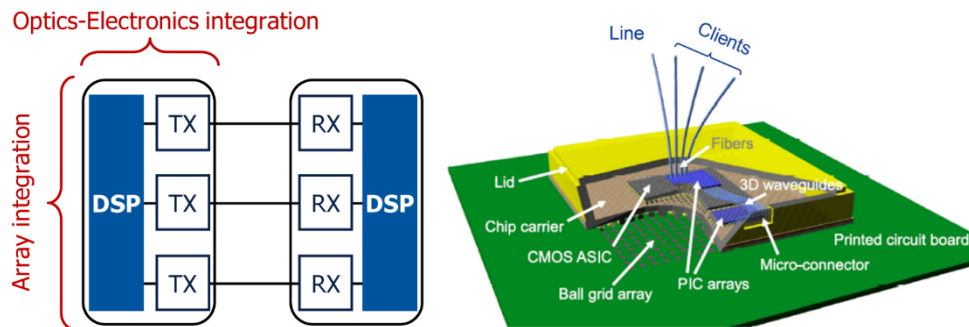 Optics-Electronics integration
Array integration
DSP
TX
RX
TX
RX
DSP
TX
RX
Line
Clients
Fibers
Lid
3D waveguides
Chip carrier
CMOS ASIC
Printed circuit board
Micro-connector
Ball grid array
PIC arrays